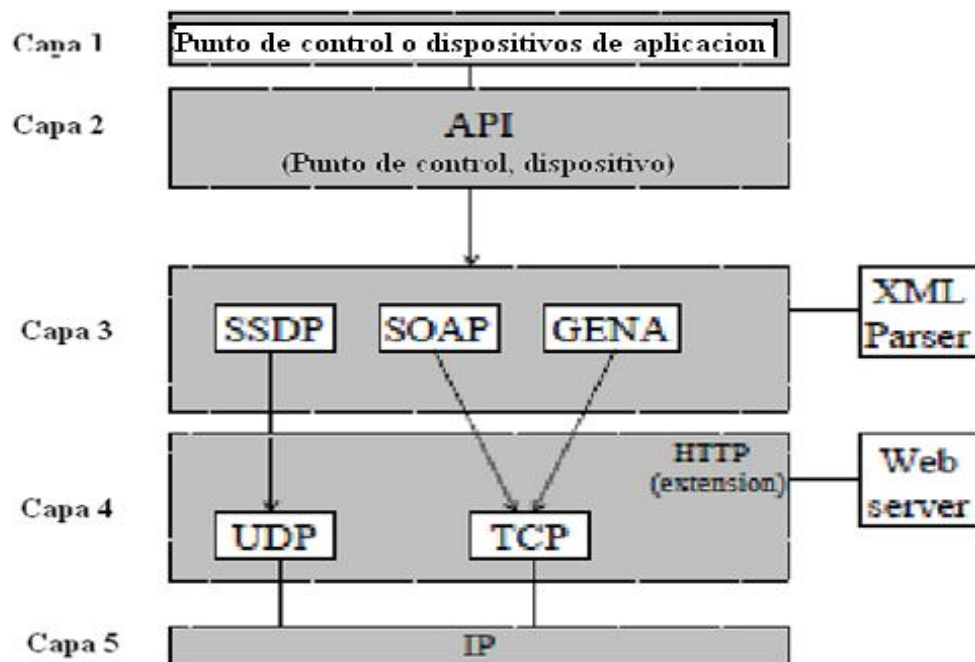 Capa 1
Punto de control o dispositivos de aplicacion
Capa 2
API
(Punto de control, dispositivo)
Capa 3
SSDP
SOAP
GENA
XML
Parser
Capa 4
HTTP
(extension)
UDP
TCP
Web
server
Capa 5
IP